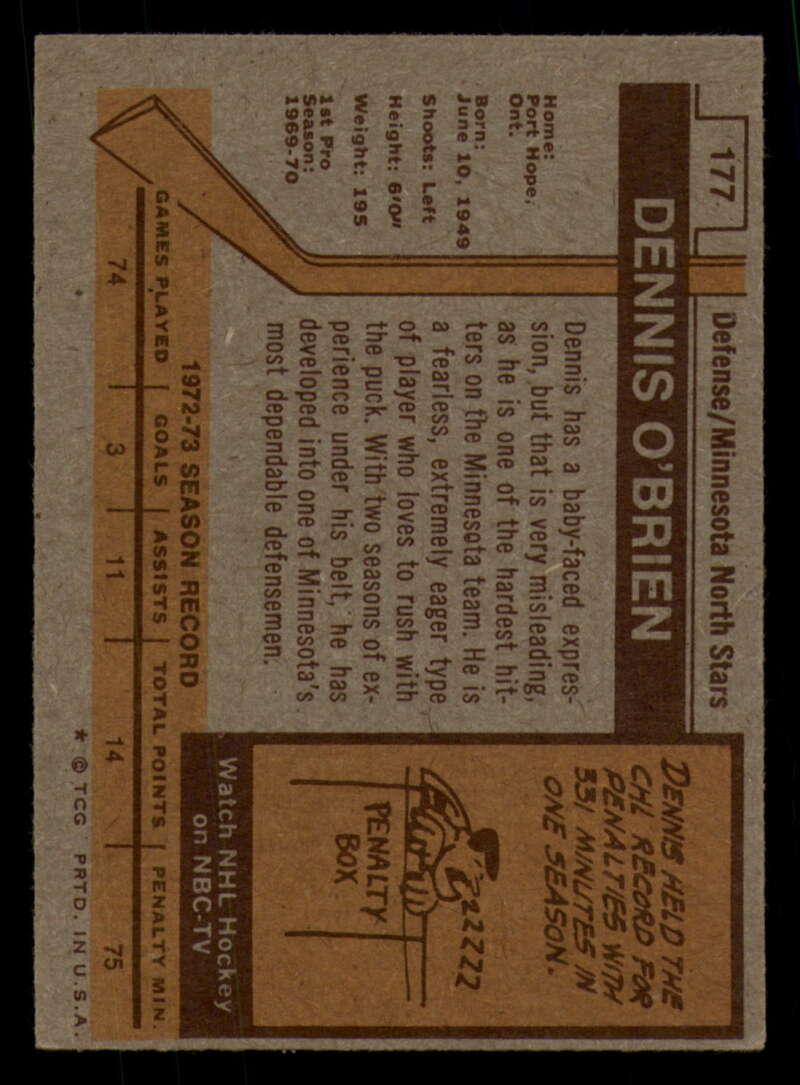 177
Defense/Minnesota North Stars
DENNIS O'BRIEN
Home:
Port Hope,
Ont.
Born:
June 10, 1949
Shoots: Left
Height: 6'0"
Weight: 195
1st Pro
Season:
1969-70
Dennis has a baby-faced expres-
sion, but that is very misleading,
as he is one of the hardest hit-
ters on the Minnesota team. He is
a fearless, extremely eager type
of player who loves to rush with
the puck. With two seasons of ex-
perience under his belt, he has
developed into one of Minnesota's
most dependable defensemen.
DENNIS HELD THE
CHL RECORD FOR
PENALTIES WITH
331 MINUTES IN
ONE SEASON.
ZZZZZZ
PENALTY
BOX
Watch NHL Hockey
on NBC-TV
1972-73 SEASON RECORD
GAMES PLAYED GOALS ASSISTS TOTAL POINTS PENALTY MIN.
74 3 11 14 75
* © TCG PRTD. IN U.S.A.